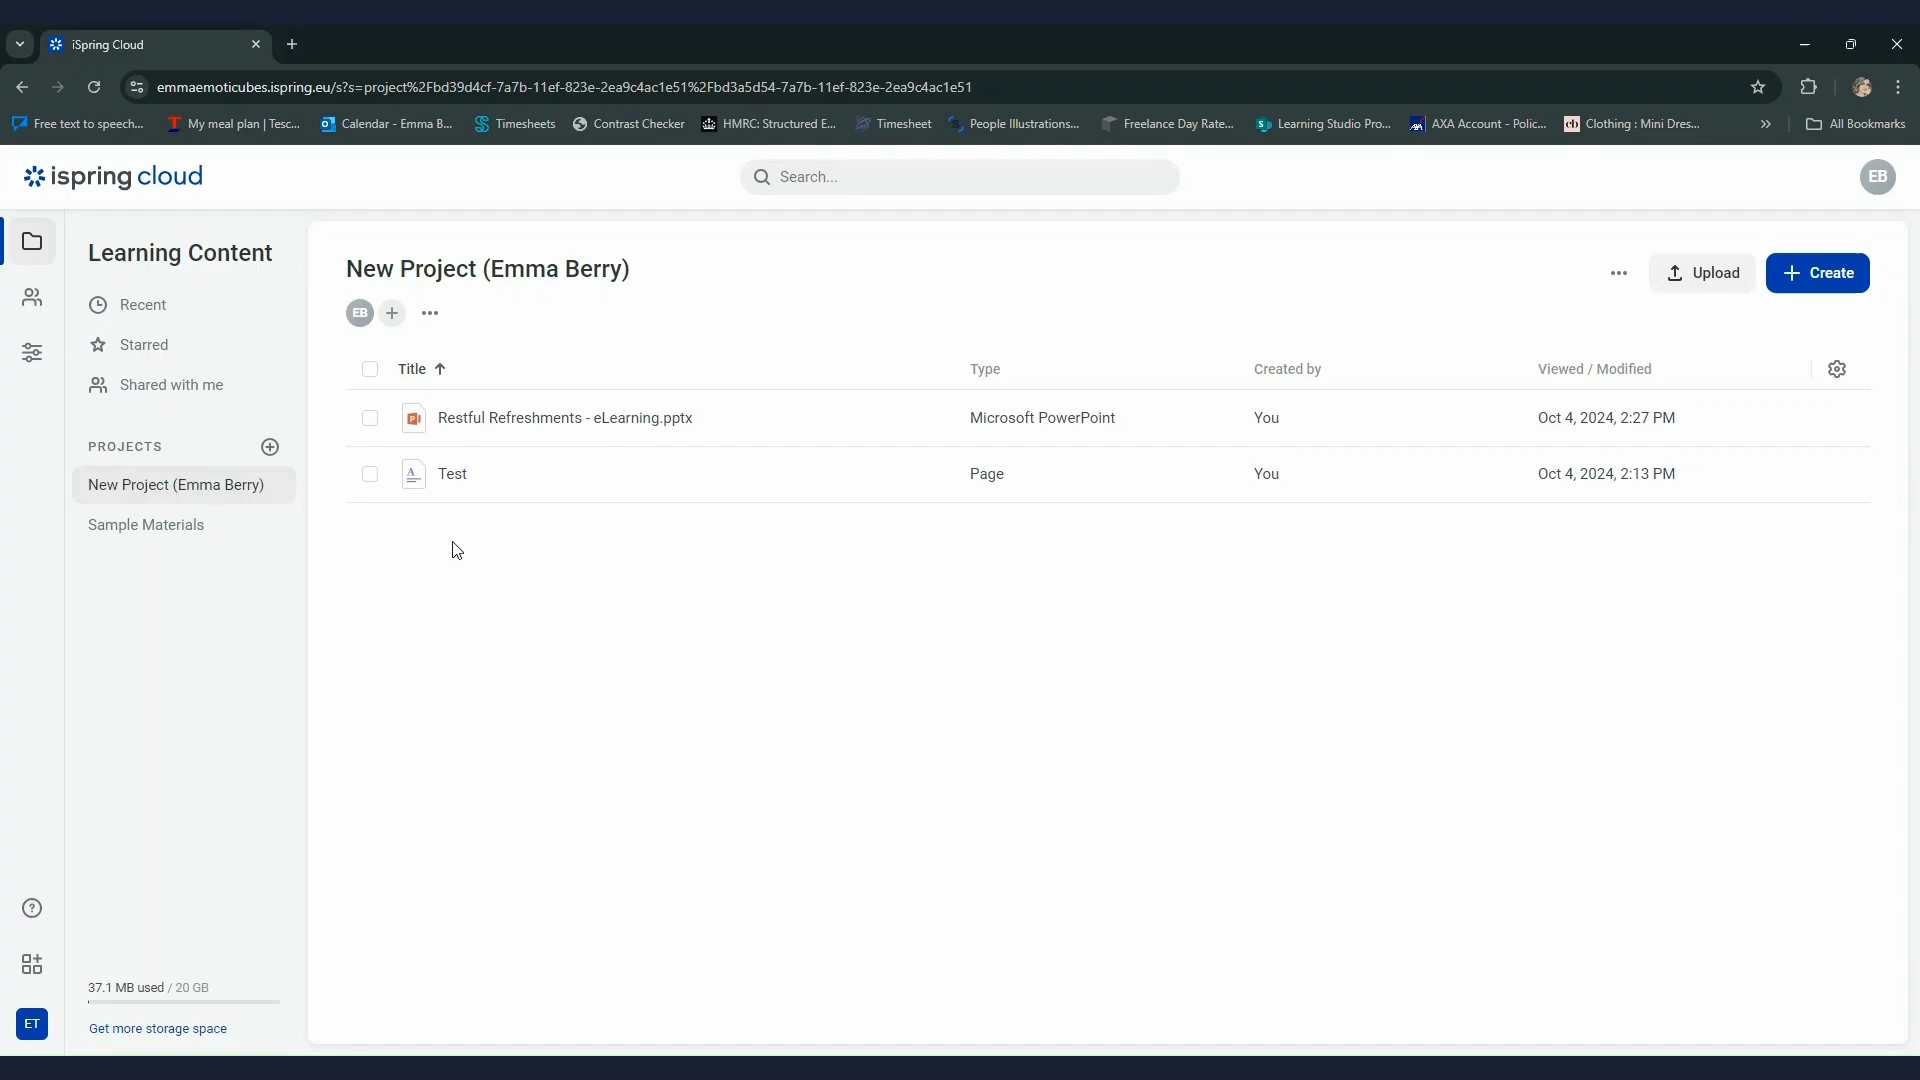 iSpring Cloud
emmaemoticubes.ispring.eu/s?s=project%2Fbd39d4cf-7a7b-11ef-823e-2ea9c4ac1e51%2Fbd3a5d54-7a7b-11ef-823e-2ea9c4ac1e51
Free text to speech... My meal plan | Tesc... Calendar - Emma B... Timesheets Contrast Checker HMRC: Structured E... Timesheet People Illustrations... Freelance Day Rate... Learning Studio Pro... AXA Account - Polic... Clothing : Mini Dres... » All Bookmarks
ispring cloud
Search...
EB
Learning Content
Recent
Starred
Shared with me
PROJECTS
New Project (Emma Berry)
Sample Materials
37.1 MB used / 20 GB
Get more storage space
ET
New Project (Emma Berry)
Upload
Create
EB
Title Type Created by Viewed / Modified
Restful Refreshments - eLearning.pptx Microsoft PowerPoint You Oct 4, 2024, 2:27 PM
Test Page You Oct 4, 2024, 2:13 PM